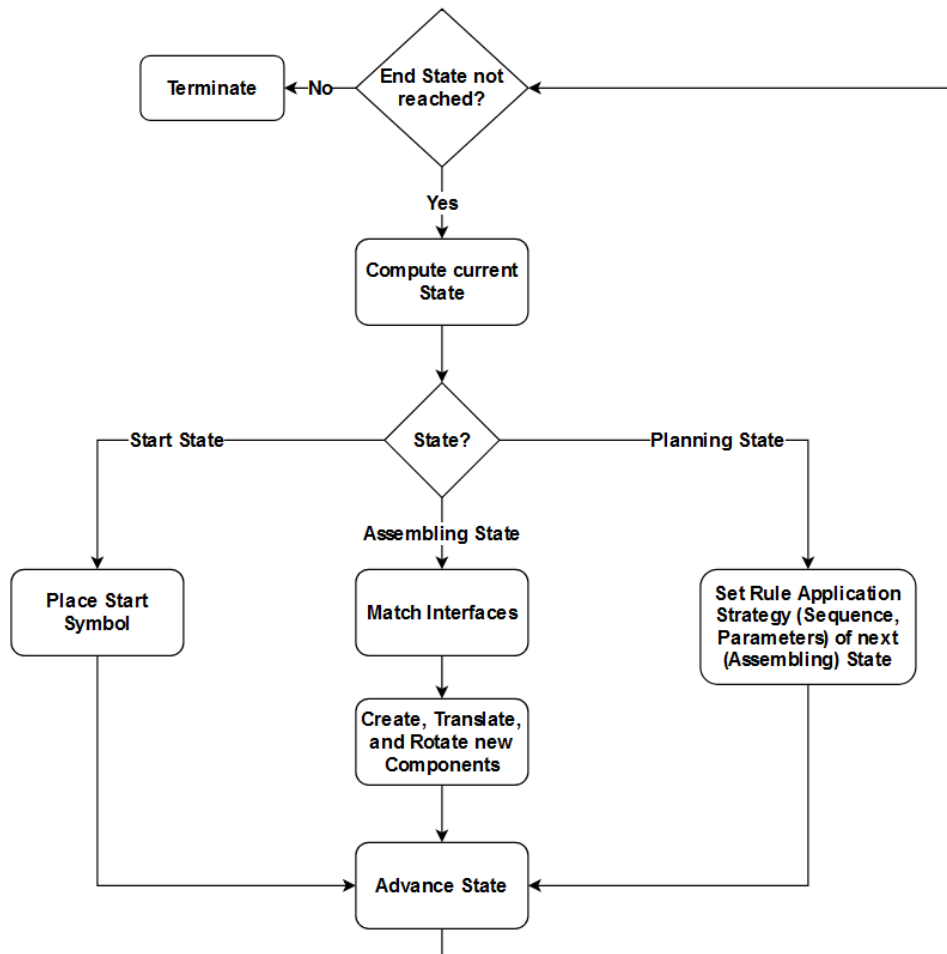 End State not
reached?
Terminate
No
Yes
Compute current
State
State?
Start State
Planning State
Assembling State
Place Start
Symbol
Match Interfaces
Set Rule Application
Strategy (Sequence,
Parameters) of next
(Assembling) State
Create, Translate,
and Rotate new
Components
Advance State